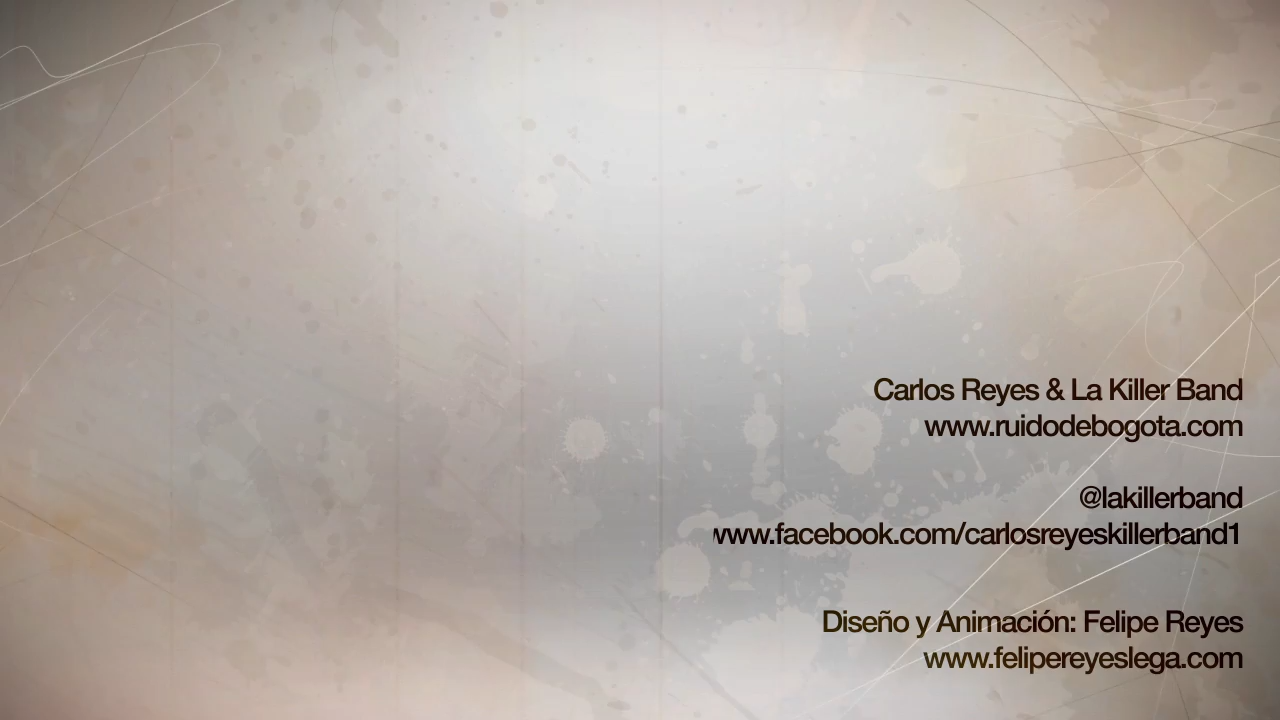 Carlos Reyes & La Killer Band
www.ruidodebogota.com
@lakillerband
www.facebook.com/carlosreyeskillerband1
Diseño y Animación: Felipe Reyes
www.felipereyeslega.com